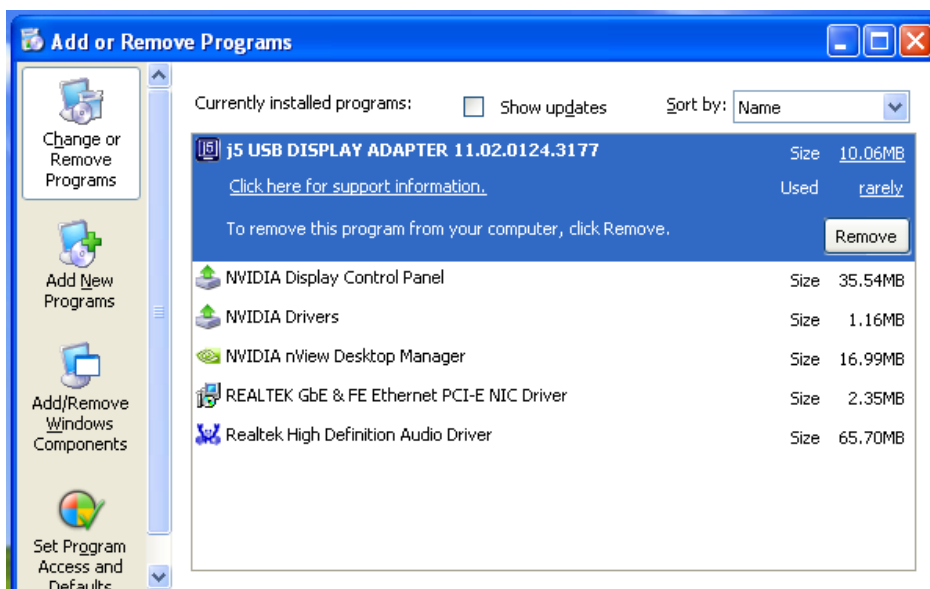 Add or Remove Programs
Change or
Remove
Programs
Add New
Programs
Add/Remove
Windows
Components
Set Program
Access and
Defaults
Currently installed programs: Show updates Sort by: Name
j5 USB DISPLAY ADAPTER 11.02.0124.3177 Size 10.06MB
Click here for support information. Used rarely
To remove this program from your computer, click Remove. Remove
NVIDIA Display Control Panel Size 35.54MB
NVIDIA Drivers Size 1.16MB
NVIDIA nView Desktop Manager Size 16.99MB
REALTEK GbE & FE Ethernet PCI-E NIC Driver Size 2.35MB
Realtek High Definition Audio Driver Size 65.70MB